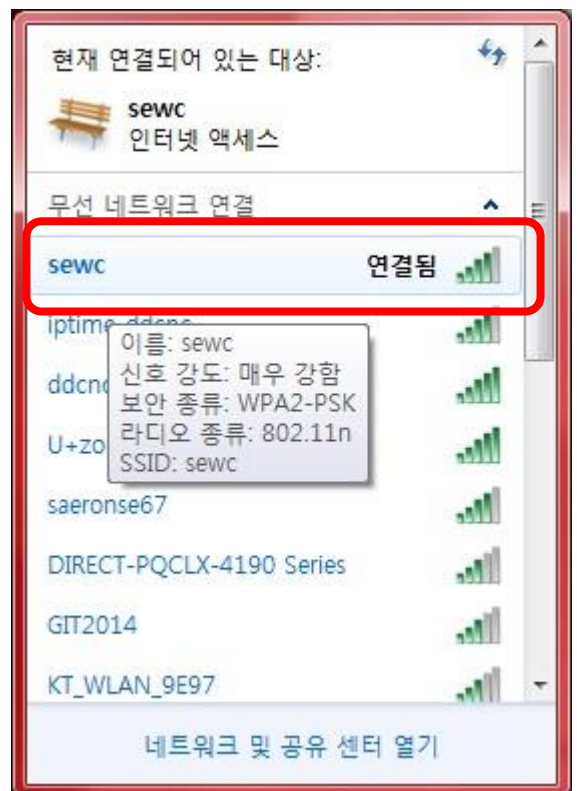 현재 연결되어 있는 대상:
sewc
인터넷 액세스
무선 네트워크 연결
sewc 연결됨
iptime
이름: sewc
신호 강도: 매우 강함
보안 종류: WPA2-PSK
라디오 종류: 802.11n
SSID: sewc
saeronse67
DIRECT-PQCLX-4190 Series
GIT2014
KT_WLAN_9E97
네트워크 및 공유 센터 열기